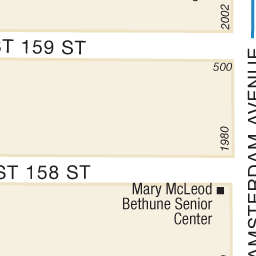 2002
ST 159 ST
500
1980
ST 158 ST
Mary McLeod
Bethune Senior
Center
AMSTERDAM AVENUE